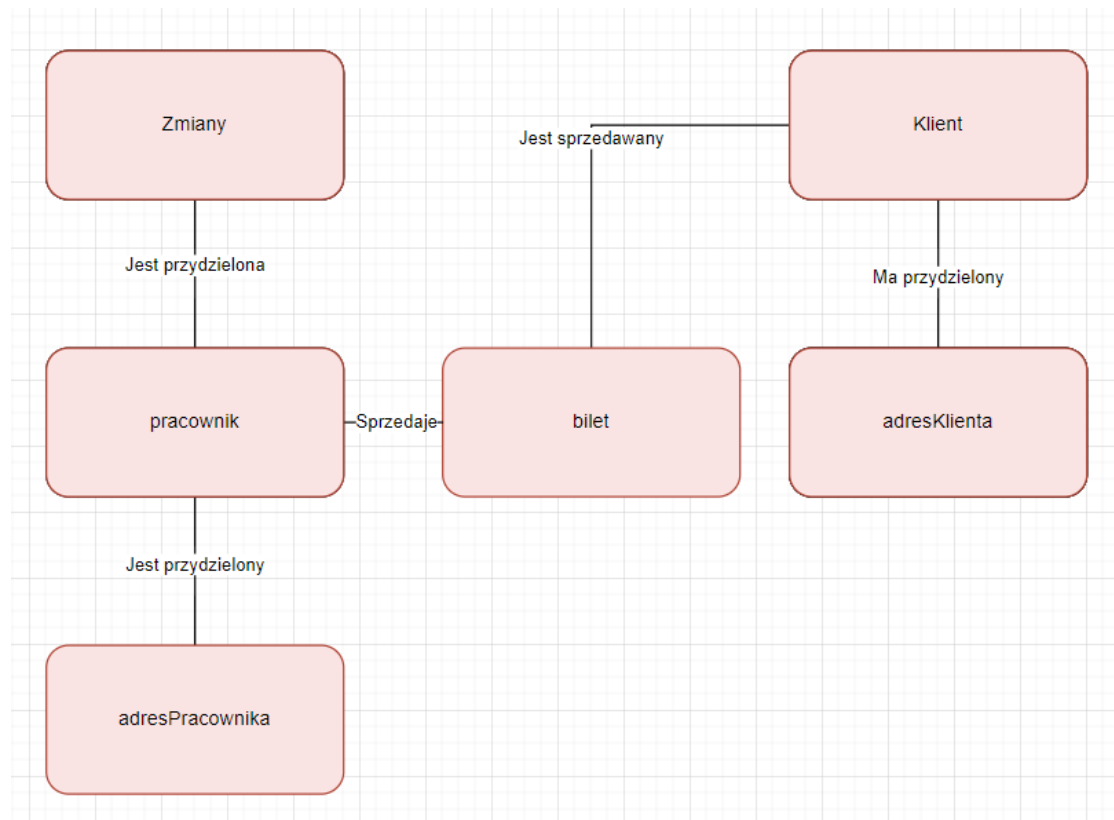 Zmiany
Klient
Jest sprzedawany
Jest przydzielona
Ma przydzielony
pracownik
Sprzedaje
bilet
adresKlienta
Jest przydzielony
adresPracownika